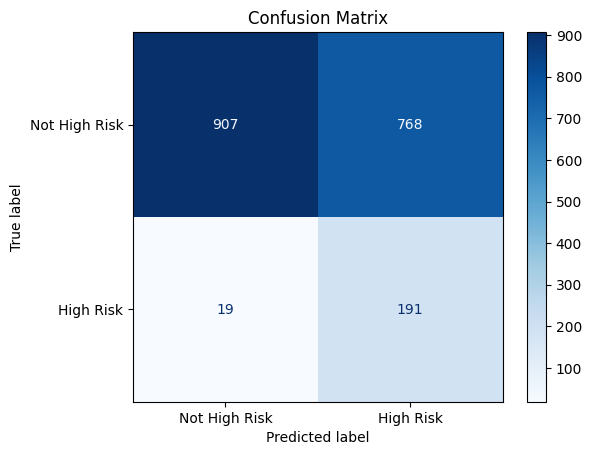 Confusion Matrix
True label
Not High Risk
907
768
High Risk
19
191
Not High Risk
High Risk
Predicted label
900
800
700
600
500
400
300
200
100